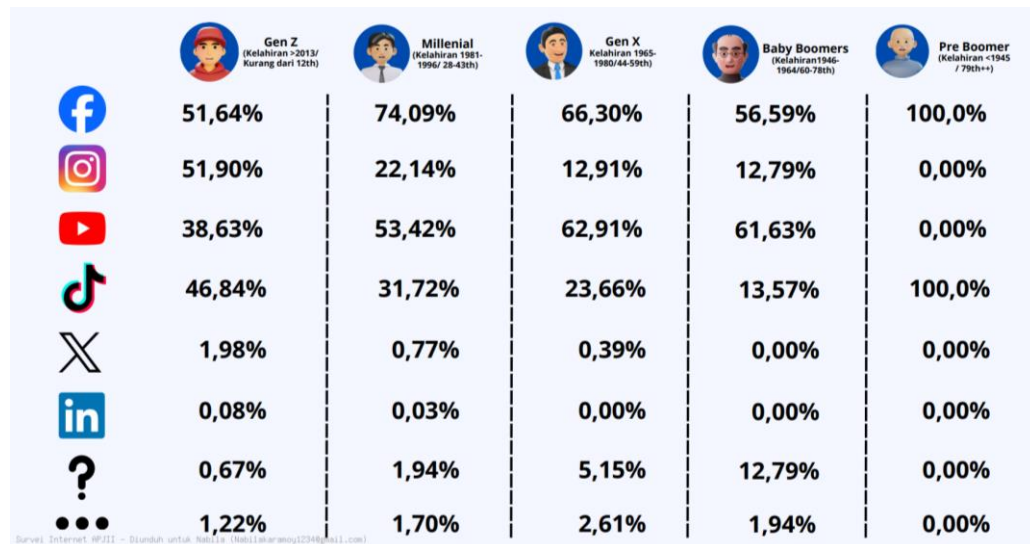 Gen Z
(Kelahiran >2013/
Kurang dari 12th)
Millenial
(Kelahiran 1981-
1996/ 28-43th)
Gen X
Kelahiran 1965-
1980/44-59th)
Baby Boomers
(Kelahiran1946-
1964/60-78th)
Pre Boomer
(Kelahiran <1945
/ 79th++)
51,64% 74,09% 66,30% 56,59% 100,0%
51,90% 22,14% 12,91% 12,79% 0,00%
38,63% 53,42% 62,91% 61,63% 0,00%
46,84% 31,72% 23,66% 13,57% 100,0%
1,98% 0,77% 0,39% 0,00% 0,00%
in 0,08% 0,03% 0,00% 0,00% 0,00%
? 0,67% 1,94% 5,15% 12,79% 0,00%
1,22% 1,70% 2,61% 1,94% 0,00%
Survei Internet APJII - Diunduh untuk Nabila (Nabilakaramoy1234@gmail.com)